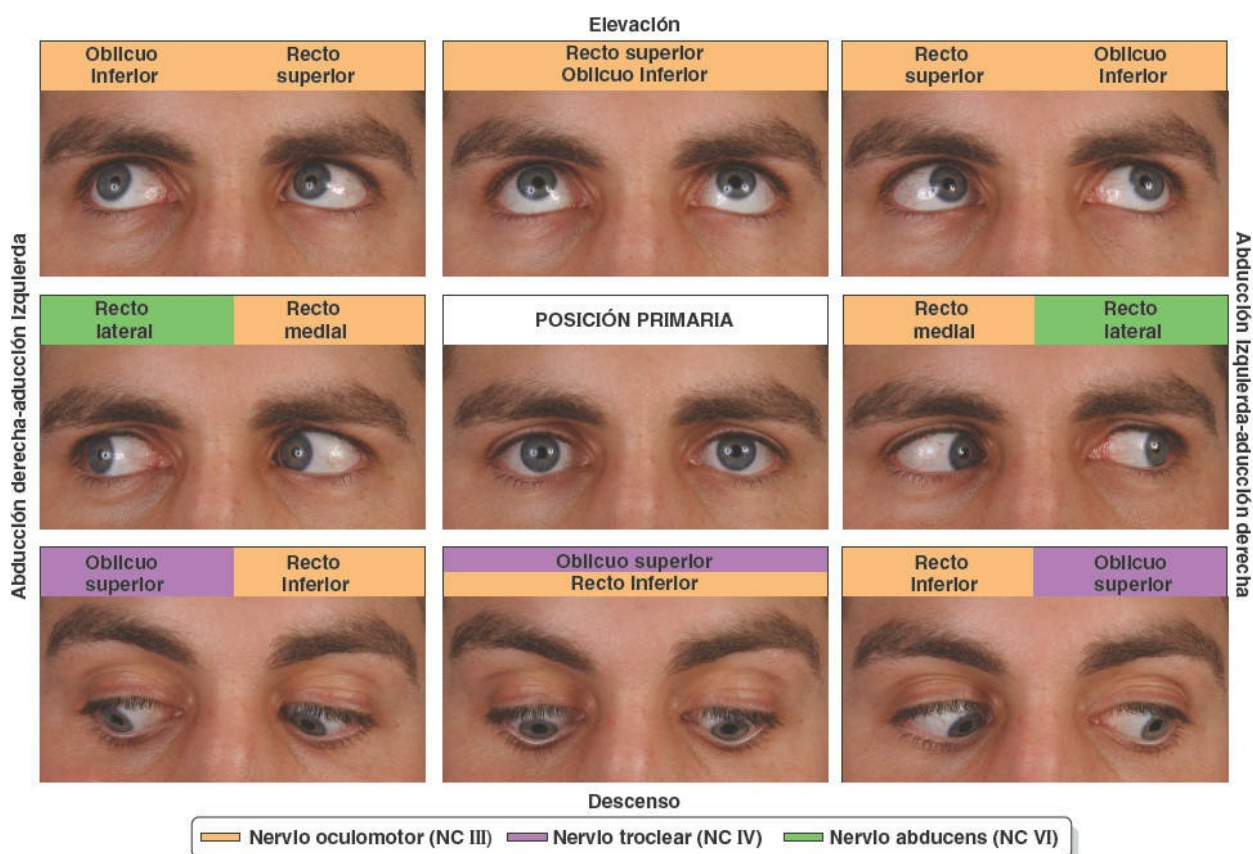 Elevación
Oblicuo
Inferior
Recto
superior
Recto superior
Oblicuo Inferior
Recto
superior
Oblicuo
Inferior
Abducción derecha-aducción Izquierda
Recto
lateral
Recto
medial
POSICIÓN PRIMARIA
Recto
medial
Recto
lateral
Abducción Izquierda-aducción derecha
Oblicuo
superior
Recto
Inferior
Oblicuo superior
Recto Inferior
Recto
Inferior
Oblicuo
superior
Descenso
Nervio oculomotor (NC III)
Nervio troclear (NC IV)
Nervio abducens (NC VI)